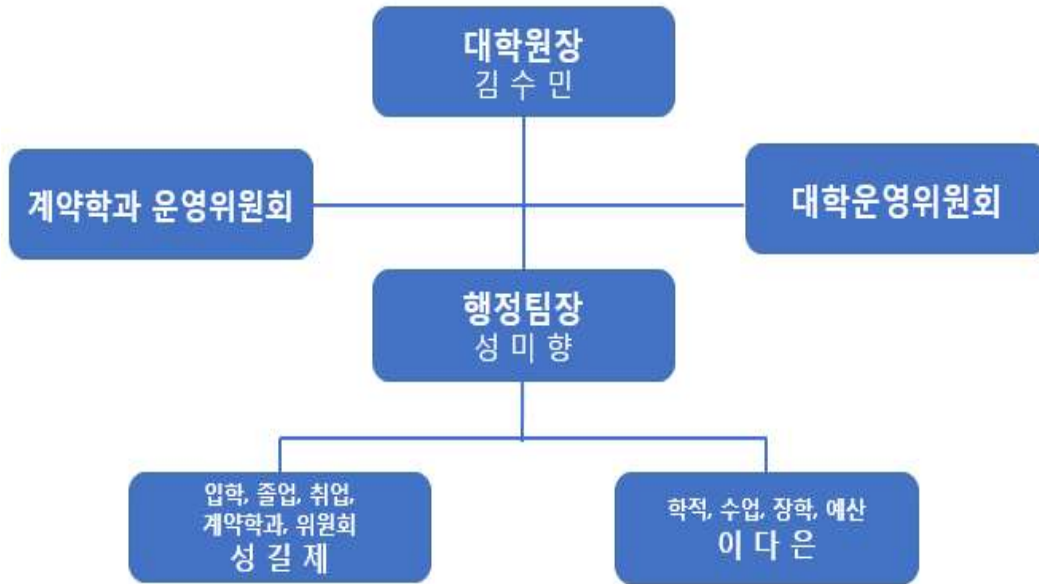 대학원장
김 수 민
계약학과 운영위원회
대학운영위원회
행정팀장
성 미 향
입학, 졸업, 취업,
계약학과, 위원회
성 길 제
학적, 수업, 장학, 예산
이 다 은